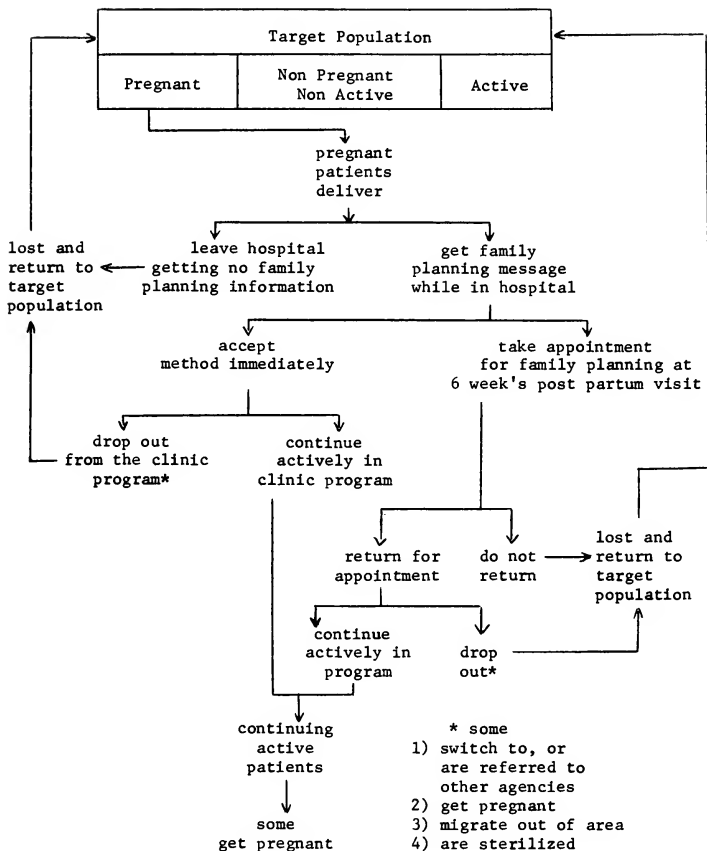 Target Population
Pregnant
Non Pregnant
Non Active
Active
pregnant
patients
deliver
lost and
return to
target
population
leave hospital
getting no family
planning information
get family
planning message
while in hospital
accept
method immediately
take appointment
for family planning at
6 week's post partum visit
drop out
from the clinic
program*
continue
actively in
clinic program
return for
appointment
do not
return
lost and
return to
target
population
continue
actively in
program
drop
out*
continuing
active
patients
some
get pregnant
* some
1) switch to, or
are referred to
other agencies
2) get pregnant
3) migrate out of area
4) are sterilized